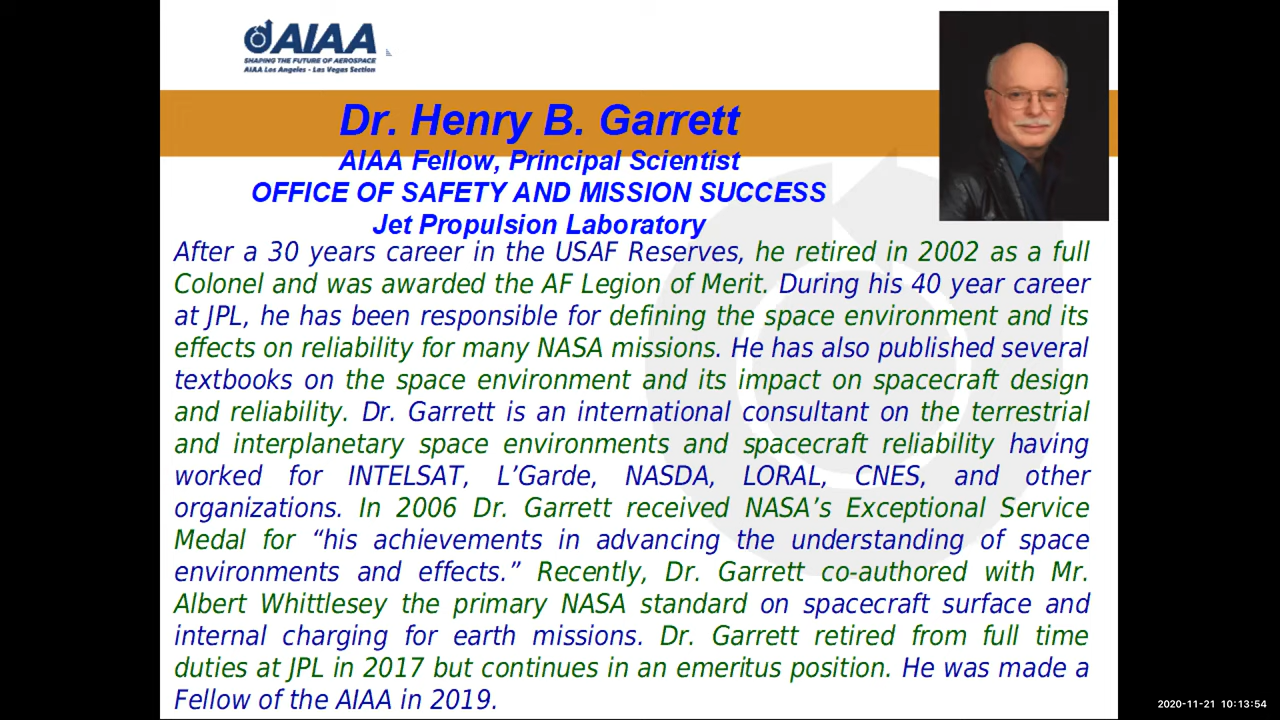 AIAA
SHAPING THE FUTURE OF AEROSPACE
AIAA Los Angeles - Las Vegas Section
Dr. Henry B. Garrett
AIAA Fellow, Principal Scientist
OFFICE OF SAFETY AND MISSION SUCCESS
Jet Propulsion Laboratory
After a 30 years career in the USAF Reserves, he retired in 2002 as a full
Colonel and was awarded the AF Legion of Merit. During his 40 year career
at JPL, he has been responsible for defining the space environment and its
effects on reliability for many NASA missions. He has also published several
textbooks on the space environment and its impact on spacecraft design
and reliability. Dr. Garrett is an international consultant on the terrestrial
and interplanetary space environments and spacecraft reliability having
worked for INTELSAT, L’Garde, NASDA, LORAL, CNES, and other
organizations. In 2006 Dr. Garrett received NASA’s Exceptional Service
Medal for “his achievements in advancing the understanding of space
environments and effects.” Recently, Dr. Garrett co-authored with Mr.
Albert Whittlesey the primary NASA standard on spacecraft surface and
internal charging for earth missions. Dr. Garrett retired from full time
duties at JPL in 2017 but continues in an emeritus position. He was made a
Fellow of the AIAA in 2019.
2020-11-21 10:13:54